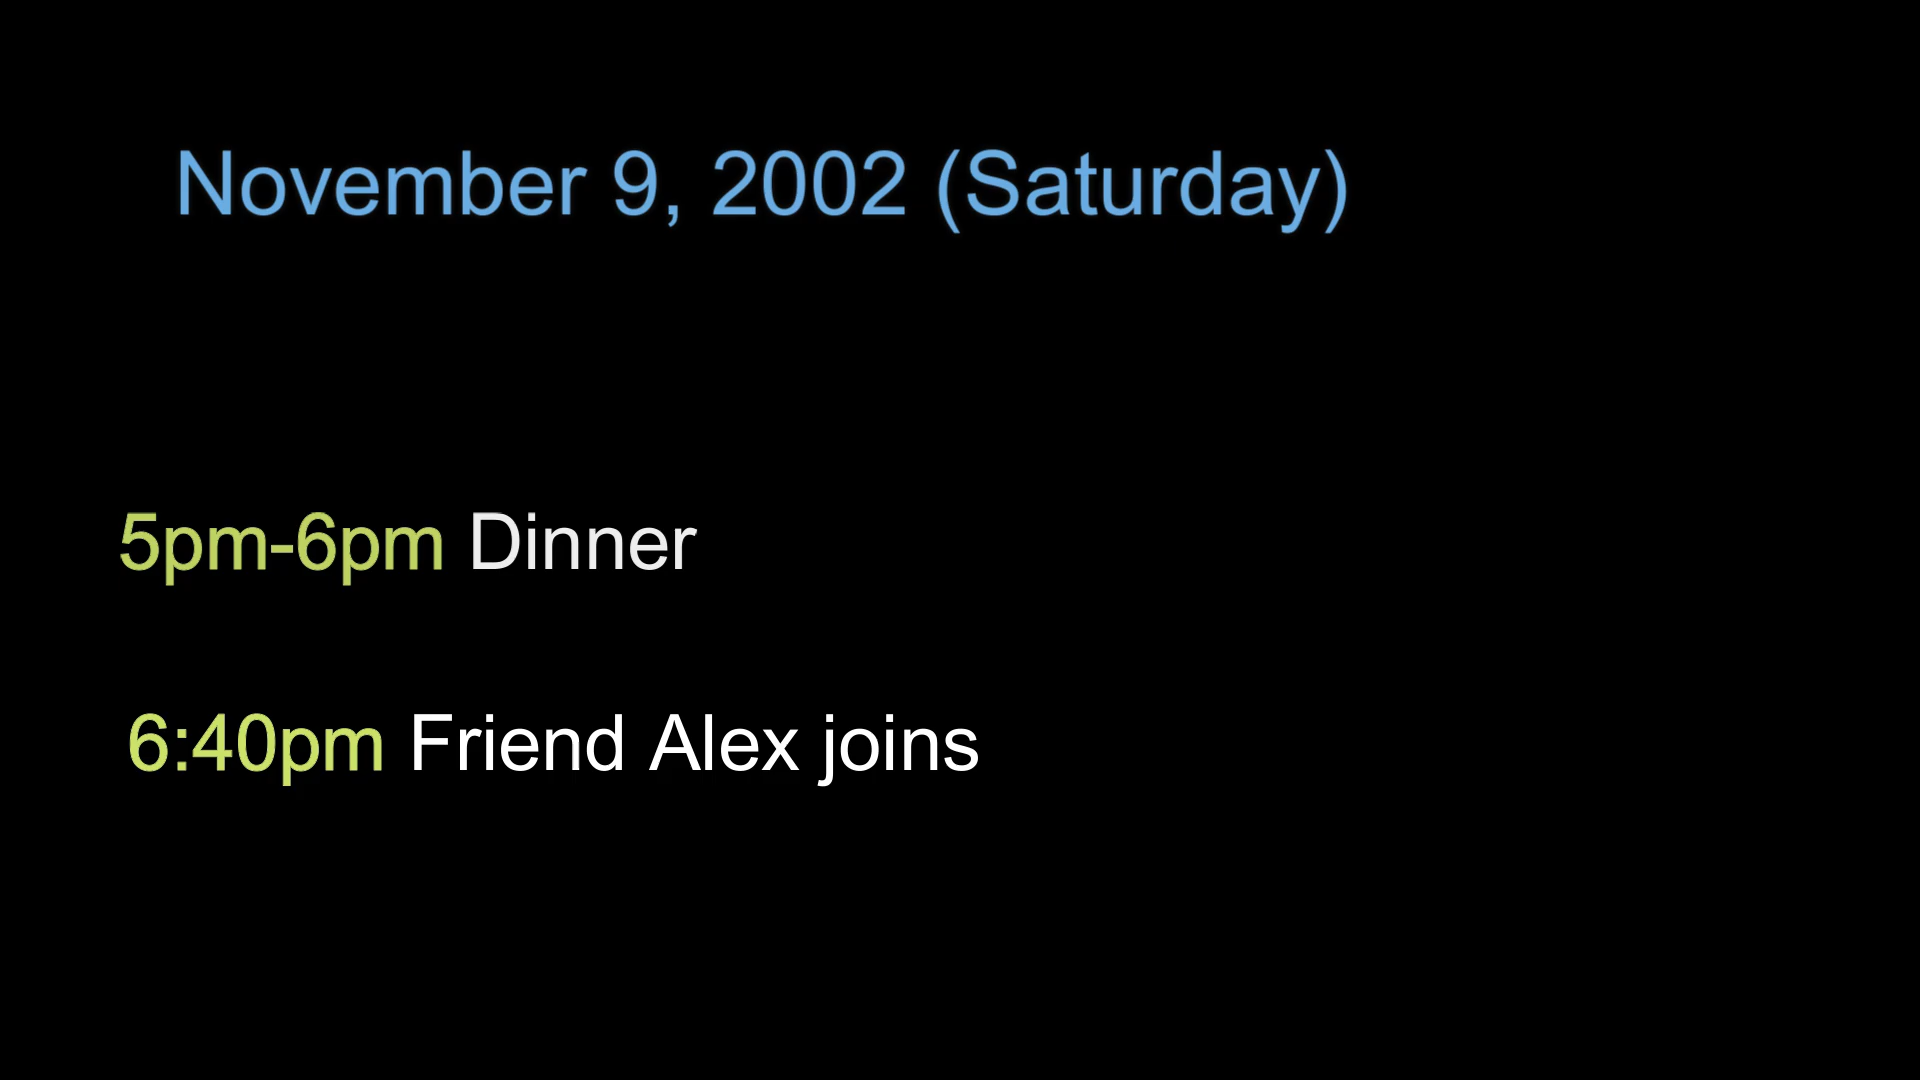 November 9, 2002 (Saturday)
5pm-6pm Dinner
6:40pm Friend Alex joins